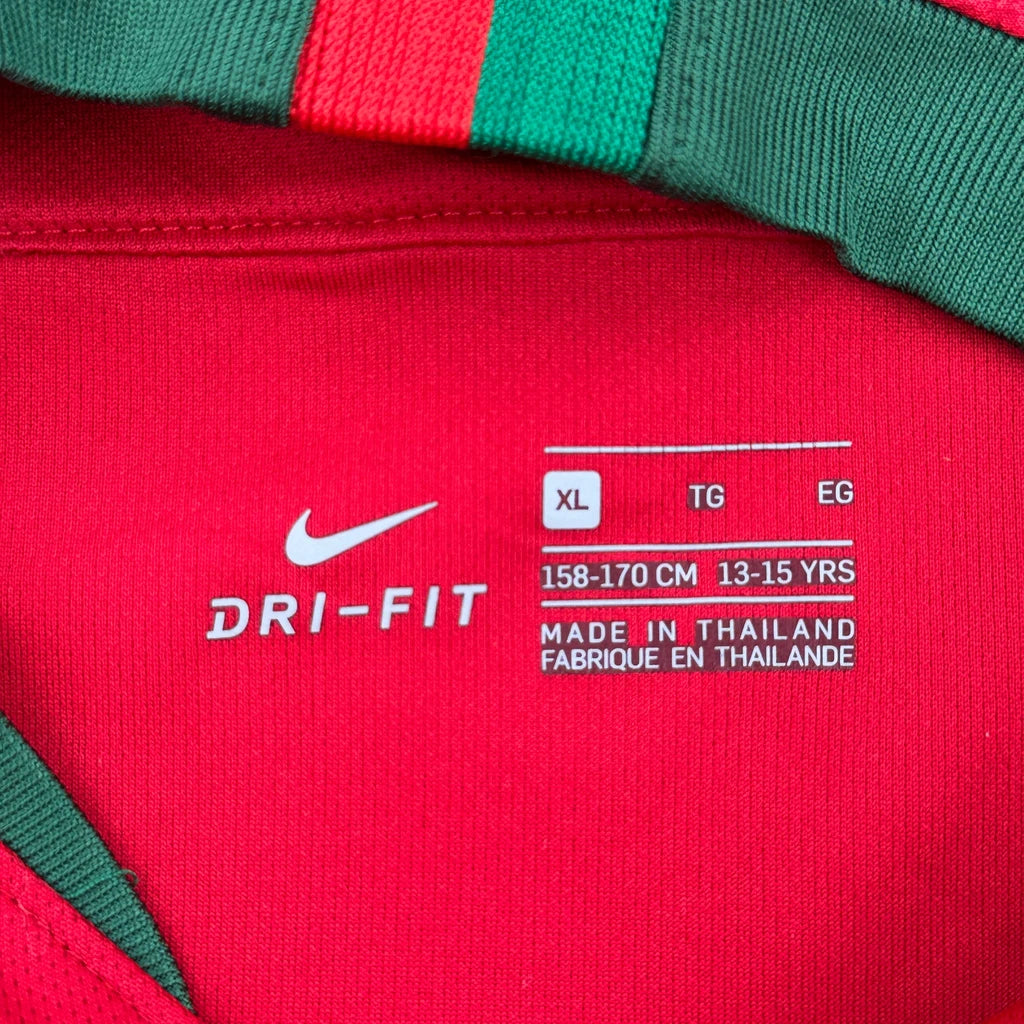 DRI-FIT
XL TG EG
158-170 CM 13-15 YRS
MADE IN THAILAND
FABRIQUE EN THAILANDE